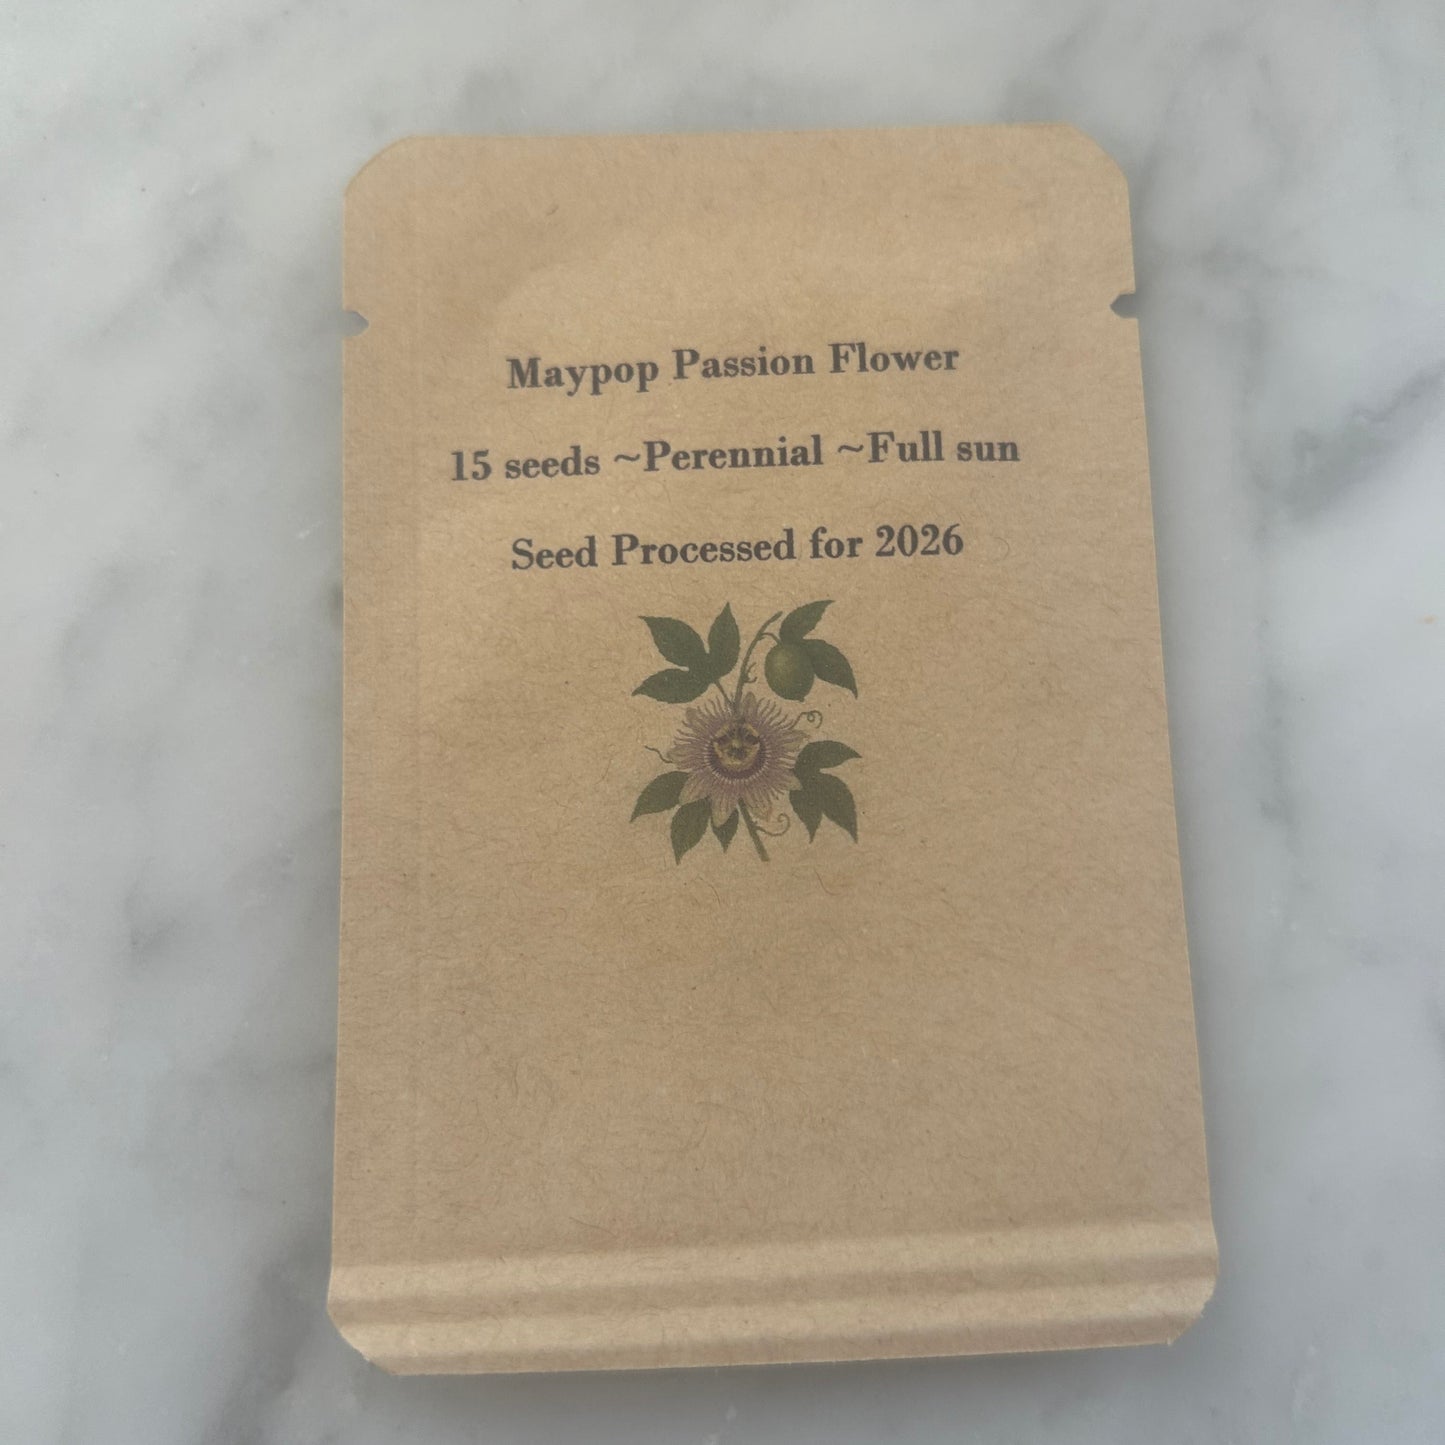 Maypop Passion Flower
15 seeds ~Perennial ~Full sun
Seed Processed for 2026